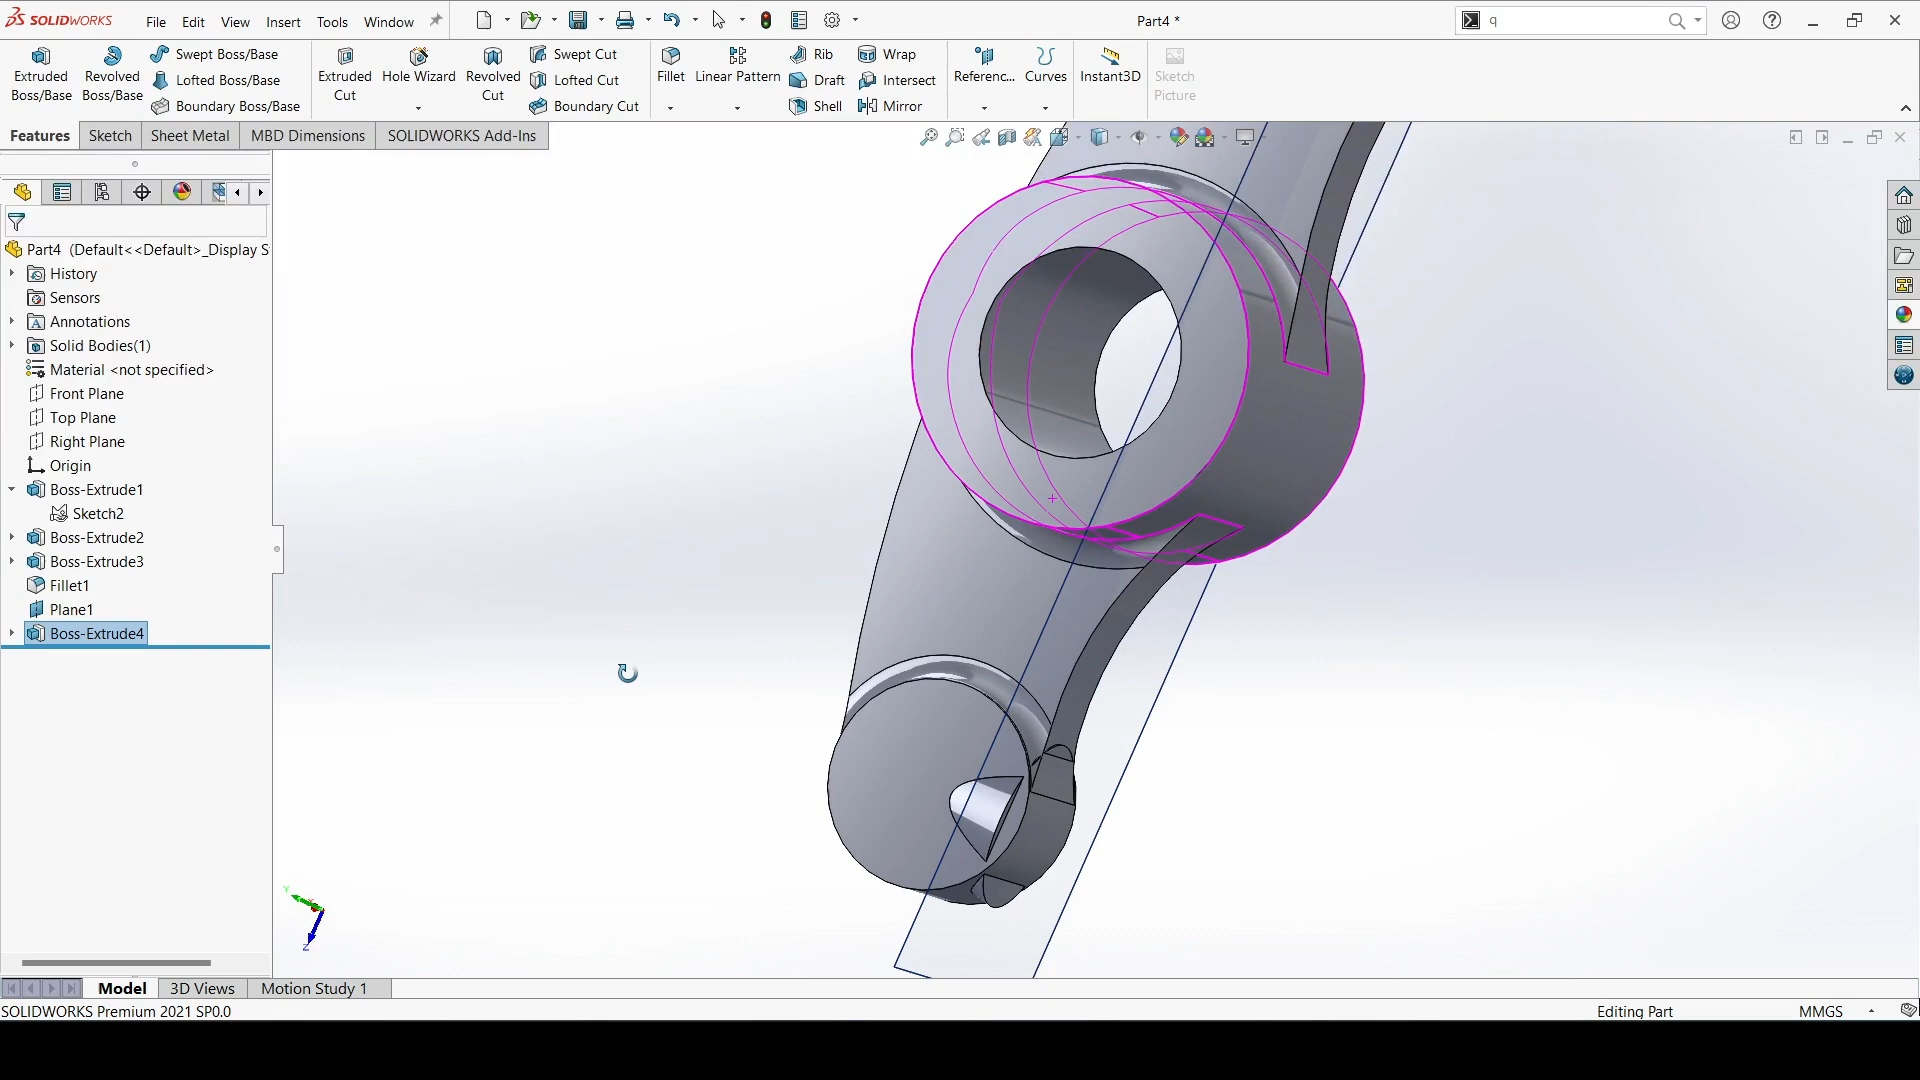 SOLIDWORKS File Edit View Insert Tools Window Part4 * q
Extruded Boss/Base
Revolved Boss/Base
Swept Boss/Base
Lofted Boss/Base
Boundary Boss/Base
Extruded Cut
Hole Wizard
Revolved Cut
Swept Cut
Lofted Cut
Boundary Cut
Fillet
Linear Pattern
Rib
Draft
Shell
Wrap
Intersect
Mirror
Referenc...
Curves
Instant3D
Sketch Picture
Features Sketch Sheet Metal MBD Dimensions SOLIDWORKS Add-Ins
Part4 (Default<<Default>_Display S
History
Sensors
Annotations
Solid Bodies(1)
Material <not specified>
Front Plane
Top Plane
Right Plane
Origin
Boss-Extrude1
Sketch2
Boss-Extrude2
Boss-Extrude3
Fillet1
Plane1
Boss-Extrude4
Y
Z
Model 3D Views Motion Study 1
SOLIDWORKS Premium 2021 SP0.0 Editing Part MMGS